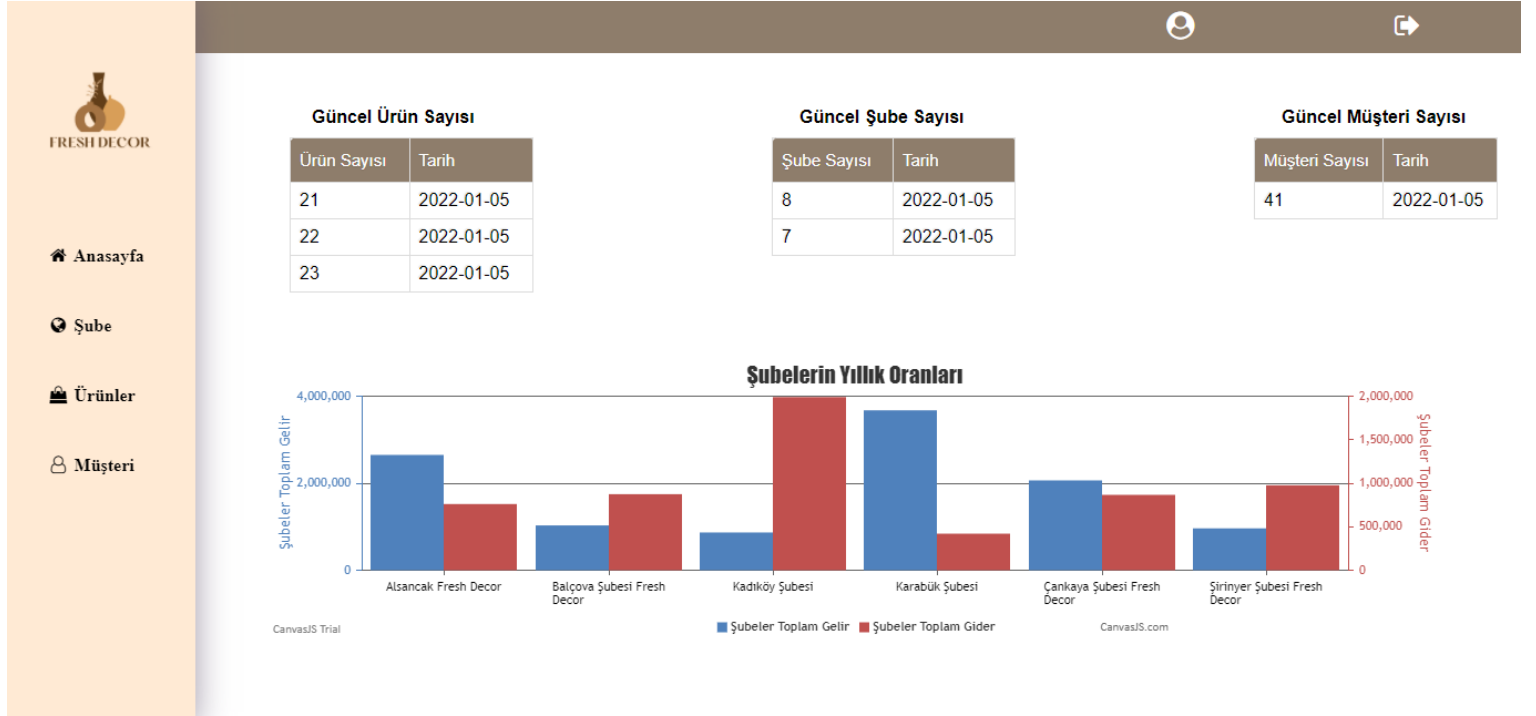 FRESH DECOR
Anasayfa
Şube
Ürünler
Müşteri
Güncel Ürün Sayısı
Ürün Sayısı Tarih
21 2022-01-05
22 2022-01-05
23 2022-01-05
Güncel Şube Sayısı
Şube Sayısı Tarih
8 2022-01-05
7 2022-01-05
Güncel Müşteri Sayısı
Müşteri Sayısı Tarih
41 2022-01-05
Şubelerin Yıllık Oranları
Şubeler Toplam Gelir
4,000,000
2,000,000
0
2,000,000
1,500,000
1,000,000
500,000
0
Şubeler Toplam Gider
Alsancak Fresh Decor
Balçova Şubesi Fresh
Decor
Kadıköy Şubesi
Karabük Şubesi
Çankaya Şubesi Fresh
Decor
Şirinyer Şubesi Fresh
Decor
Şubeler Toplam Gelir Şubeler Toplam Gider
CanvasJS Trial
CanvasJS.com